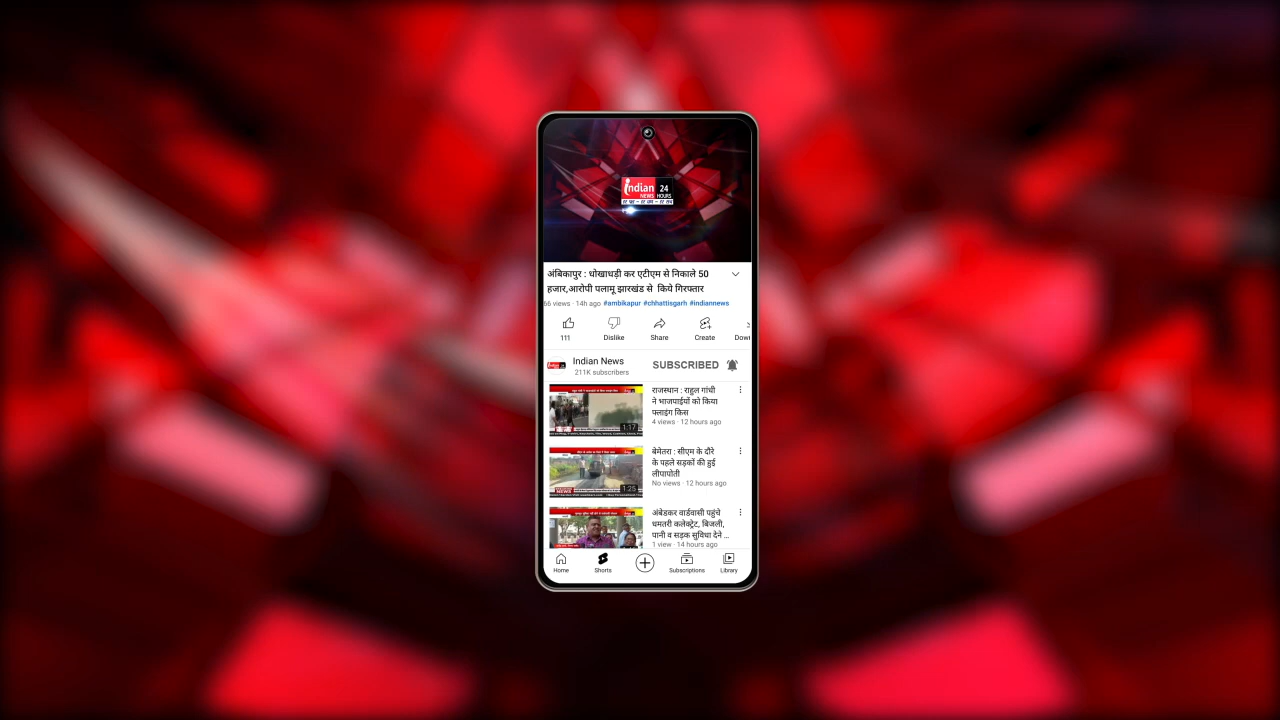 indian 24
NEWS HOURS
अंबिकापुर : धोखाधड़ी कर एटीएम से निकाले 50
हजार,आरोपी पलामू झारखंड से किये गिरफ्तार
66 views · 14h ago #ambikapur #chhattisgarh #indiannews
111 Dislike Share Create
Indian News
211K subscribers
SUBSCRIBED
राजस्थान : राहुल गांधी
ने भाजपाईयों को किया
फ्लाइंग किस
4 views · 12 hours ago
1:17
बेमेतरा : सीएम के दौरे
के पहले सड़कों की हुई
लीपापोती
No views · 12 hours ago
1:25
अंबेडकर वार्डवासी पहुंचे
धमतरी कलेक्ट्रेट, बिजली,
पानी व सड़क सुविधा देने ...
1 view · 14 hours ago
Home Shorts Subscriptions Library